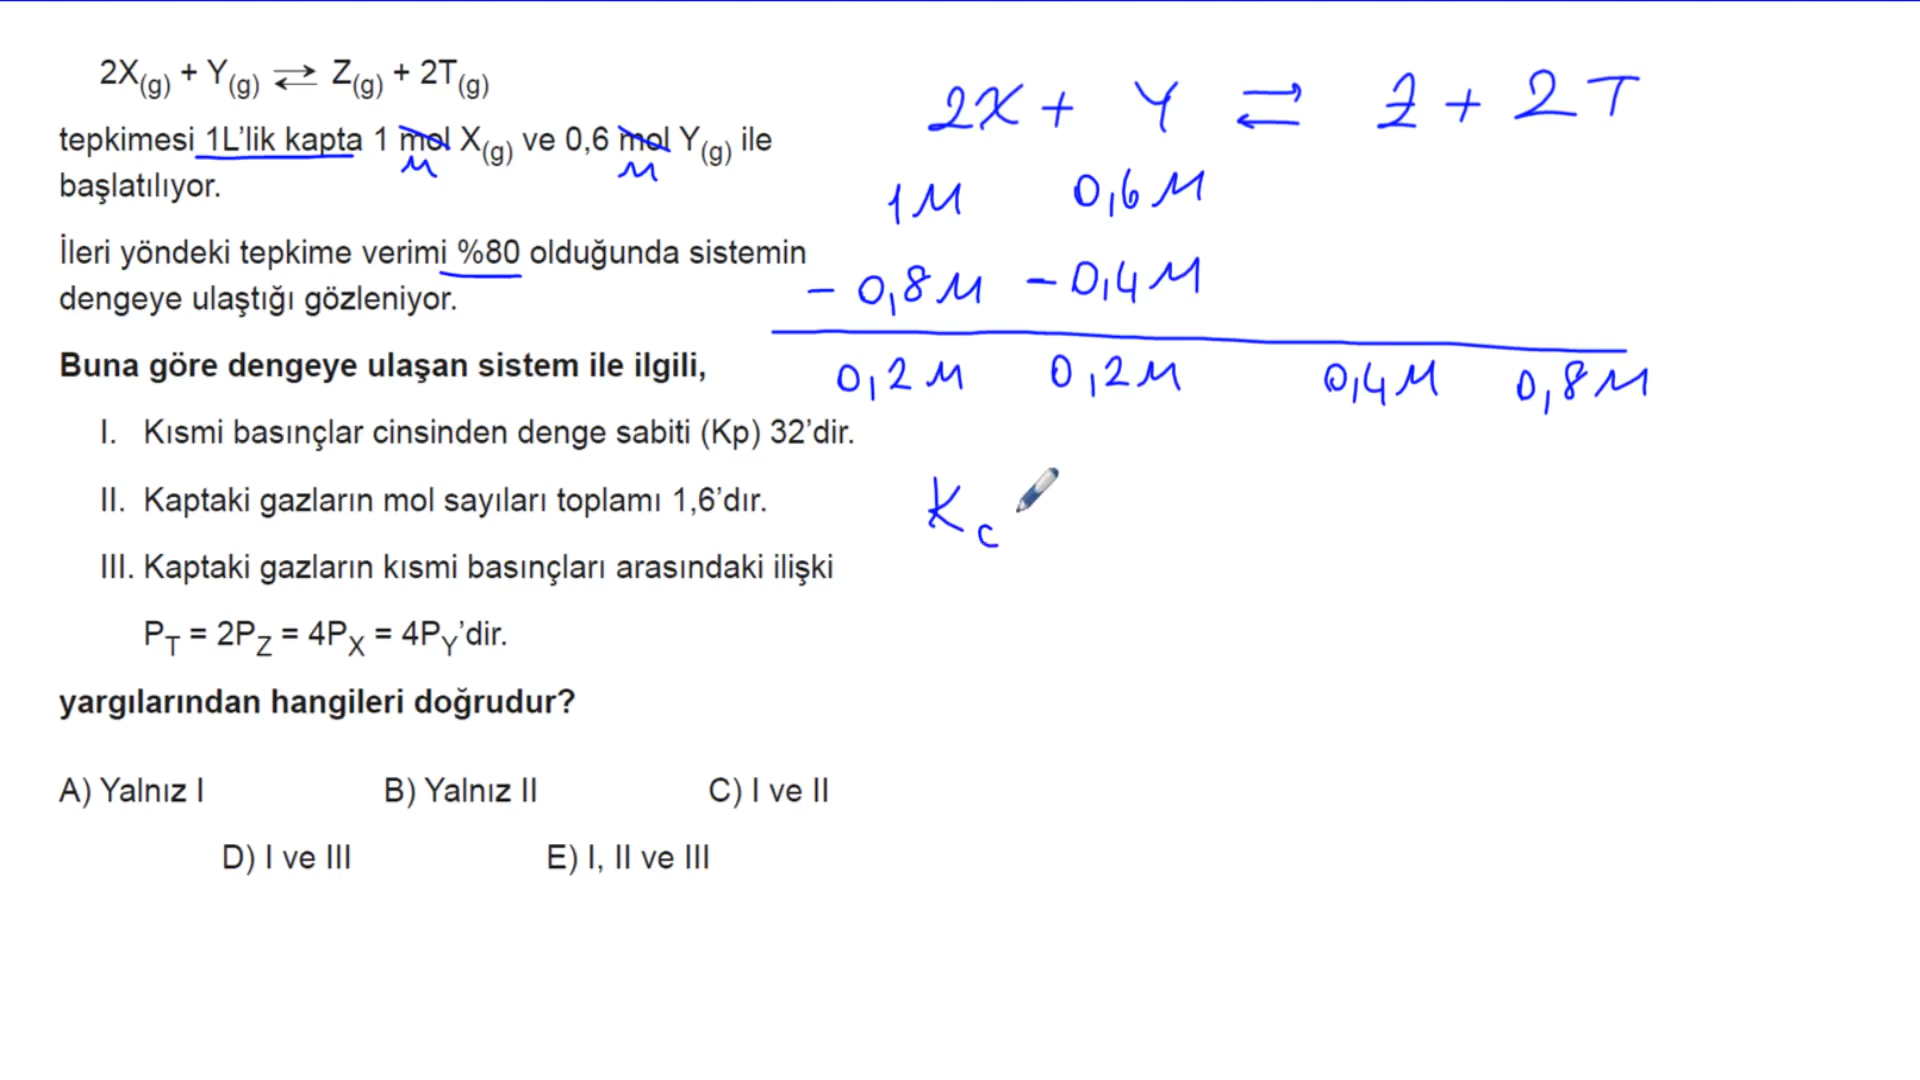 2X(g) + Y(g) ⇄ Z(g) + 2T(g)
tepkimesi 1L’lik kapta 1 mol X(g) ve 0,6 mol Y(g) ile
M M
başlatılıyor.
İleri yöndeki tepkime verimi %80 olduğunda sistemin
dengeye ulaştığı gözleniyor.
Buna göre dengeye ulaşan sistem ile ilgili,
I. Kısmi basınçlar cinsinden denge sabiti (Kp) 32’dir.
II. Kaptaki gazların mol sayıları toplamı 1,6’dır.
III. Kaptaki gazların kısmi basınçları arasındaki ilişki
PT = 2PZ = 4PX = 4PY’dir.
yargılarından hangileri doğrudur?
A) Yalnız I B) Yalnız II C) I ve II
D) I ve III E) I, II ve III
2X + Y ⇄ Z + 2T
1M 0,6M
- 0,8M - 0,4M
0,2M 0,2M 0,4M 0,8M
Kc